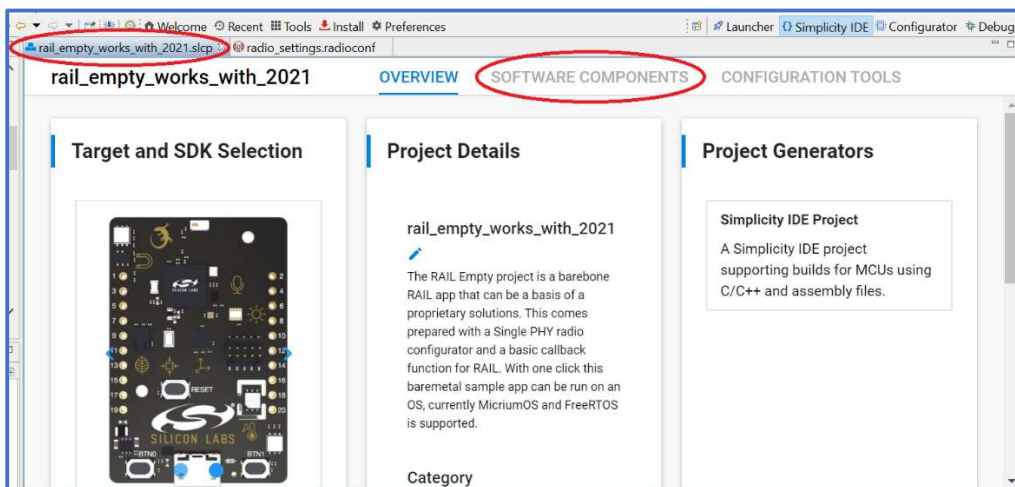 Welcome Recent Tools Install Preferences
Launcher {} Simplicity IDE Configurator Debug
rail_empty_works_with_2021.slcp radio_settings.radioconf
rail_empty_works_with_2021 OVERVIEW SOFTWARE COMPONENTS CONFIGURATION TOOLS
Target and SDK Selection
RESET
SILICON LABS
BTN0
BTN1
Project Details
rail_empty_works_with_2021
The RAIL Empty project is a barebone
RAIL app that can be a basis of a
proprietary solutions. This comes
prepared with a Single PHY radio
configurator and a basic callback
function for RAIL. With one click this
baremetal sample app can be run on an
OS, currently MicriumOS and FreeRTOS
is supported.
Category
Project Generators
Simplicity IDE Project
A Simplicity IDE project
supporting builds for MCUs using
C/C++ and assembly files.